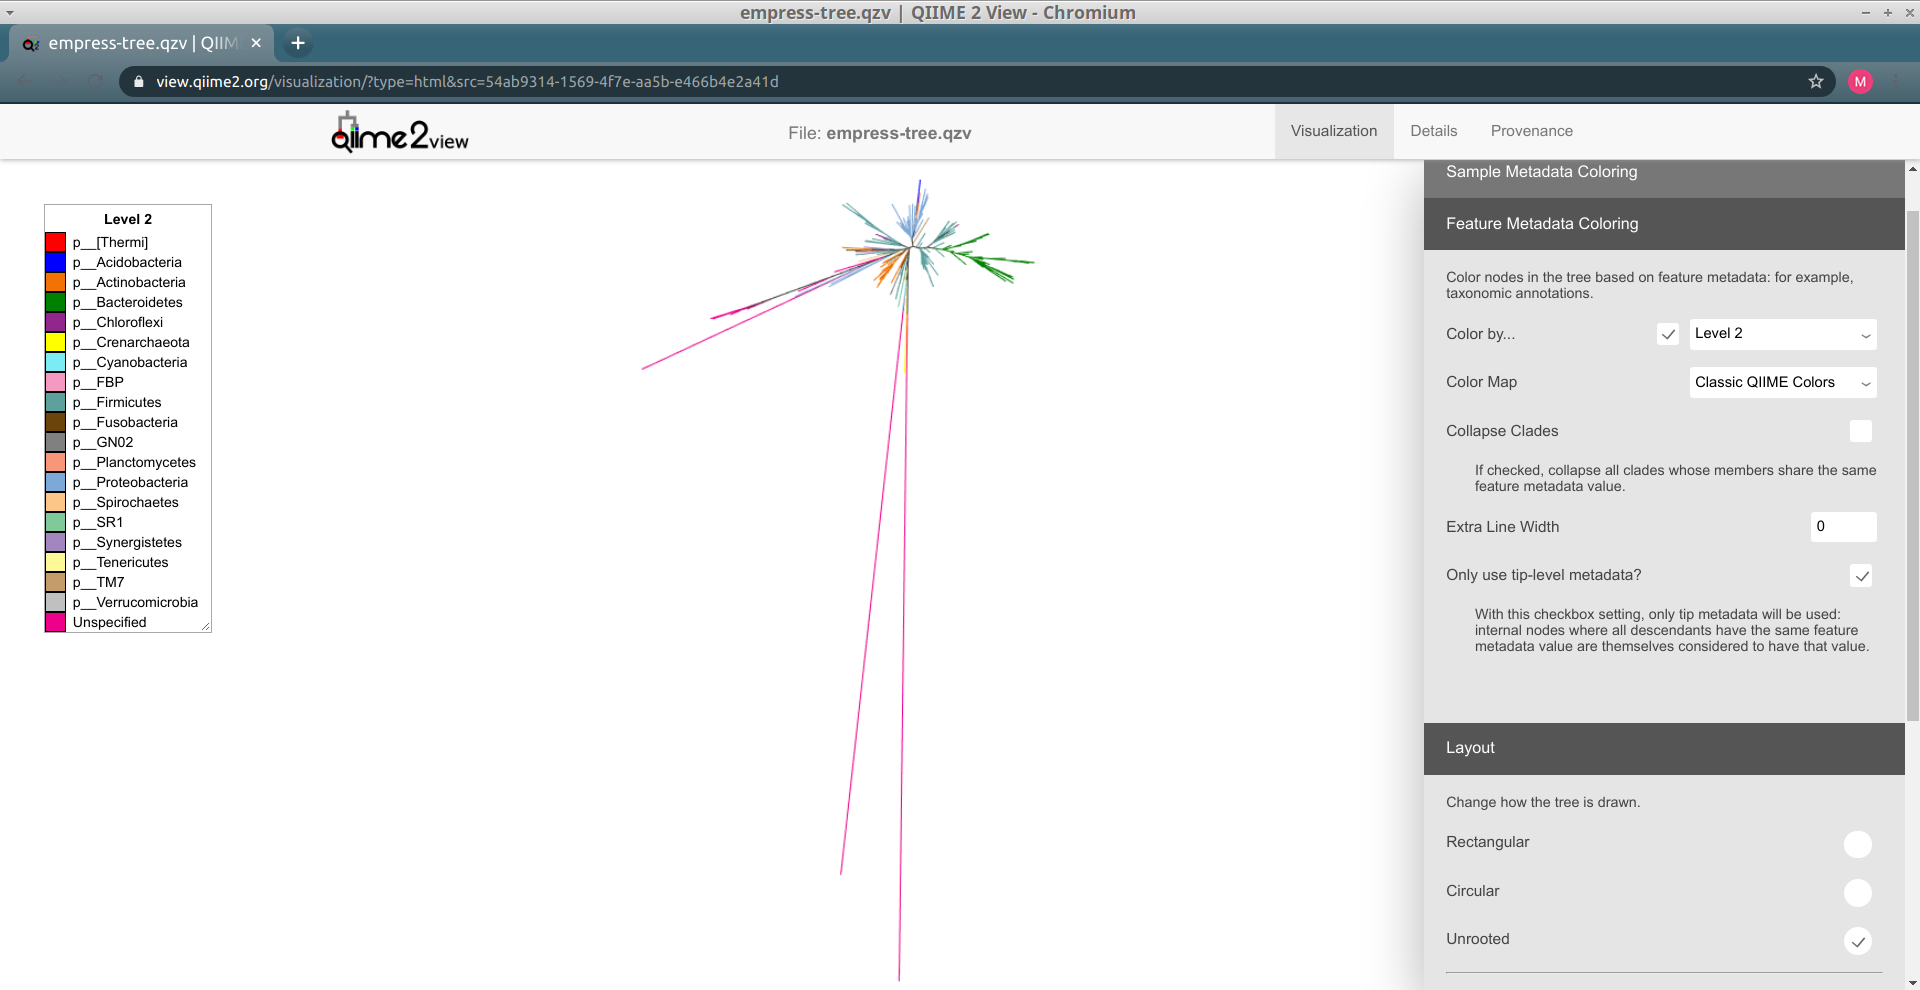 empress-tree.qzv | QIIME 2 View - Chromium
empress-tree.qzv | QIIM
view.qiime2.org/visualization/?type=html&src=54ab9314-1569-4f7e-aa5b-e466b4e2a41d
M
qiime2view
File: empress-tree.qzv
Visualization
Details
Provenance
Level 2
p__[Thermi]
p__Acidobacteria
p__Actinobacteria
p__Bacteroidetes
p__Chloroflexi
p__Crenarchaeota
p__Cyanobacteria
p__FBP
p__Firmicutes
p__Fusobacteria
p__GN02
p__Planctomycetes
p__Proteobacteria
p__Spirochaetes
p__SR1
p__Synergistetes
p__Tenericutes
p__TM7
p__Verrucomicrobia
Unspecified
Sample Metadata Coloring
Feature Metadata Coloring
Color nodes in the tree based on feature metadata: for example,
taxonomic annotations.
Color by...
Level 2
Color Map
Classic QIIME Colors
Collapse Clades
If checked, collapse all clades whose members share the same
feature metadata value.
Extra Line Width
0
Only use tip-level metadata?
With this checkbox setting, only tip metadata will be used:
internal nodes where all descendants have the same feature
metadata value are themselves considered to have that value.
Layout
Change how the tree is drawn.
Rectangular
Circular
Unrooted